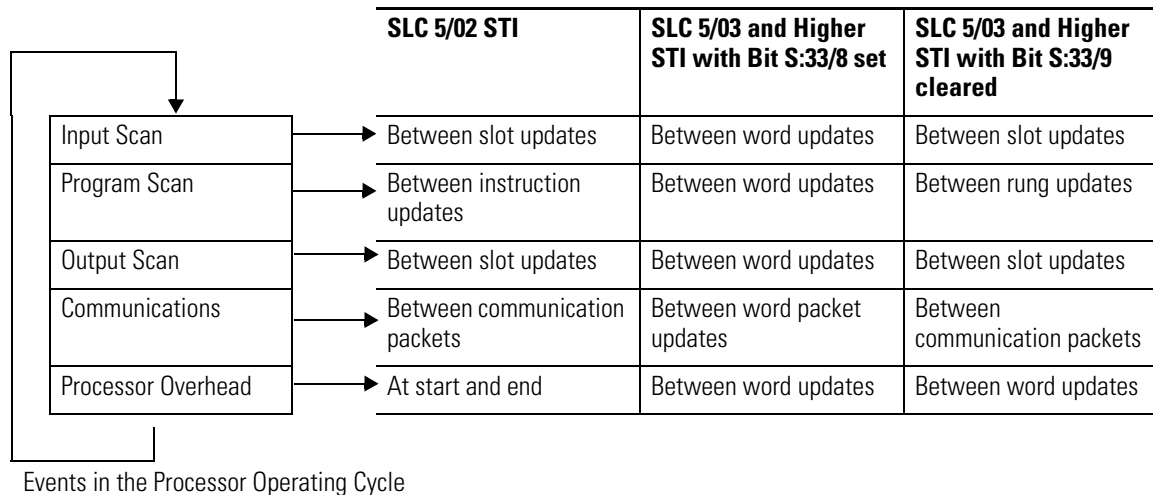 SLC 5/02 STI
SLC 5/03 and Higher
STI with Bit S:33/8 set
SLC 5/03 and Higher
STI with Bit S:33/9
cleared
Input Scan
Between slot updates
Between word updates
Between slot updates
Program Scan
Between instruction
updates
Between word updates
Between rung updates
Output Scan
Between slot updates
Between word updates
Between slot updates
Communications
Between communication
packets
Between word packet
updates
Between
communication packets
Processor Overhead
At start and end
Between word updates
Between word updates
Events in the Processor Operating Cycle